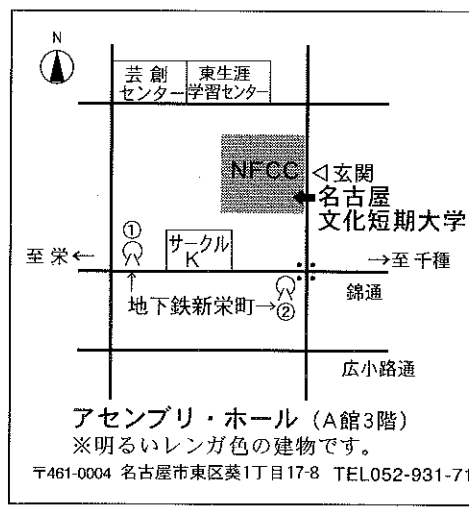 N
芸創
センター
東生涯
学習センター
NFCC
◁玄関
名古屋
文化短期大学
①
至 栄←
サークル
K
→至 千種
地下鉄新栄町→②
錦通
広小路通
アセンブリ・ホール(A館3階)
※明るいレンガ色の建物です。
〒461-0004 名古屋市東区葵1丁目17-8 TEL052-931-71